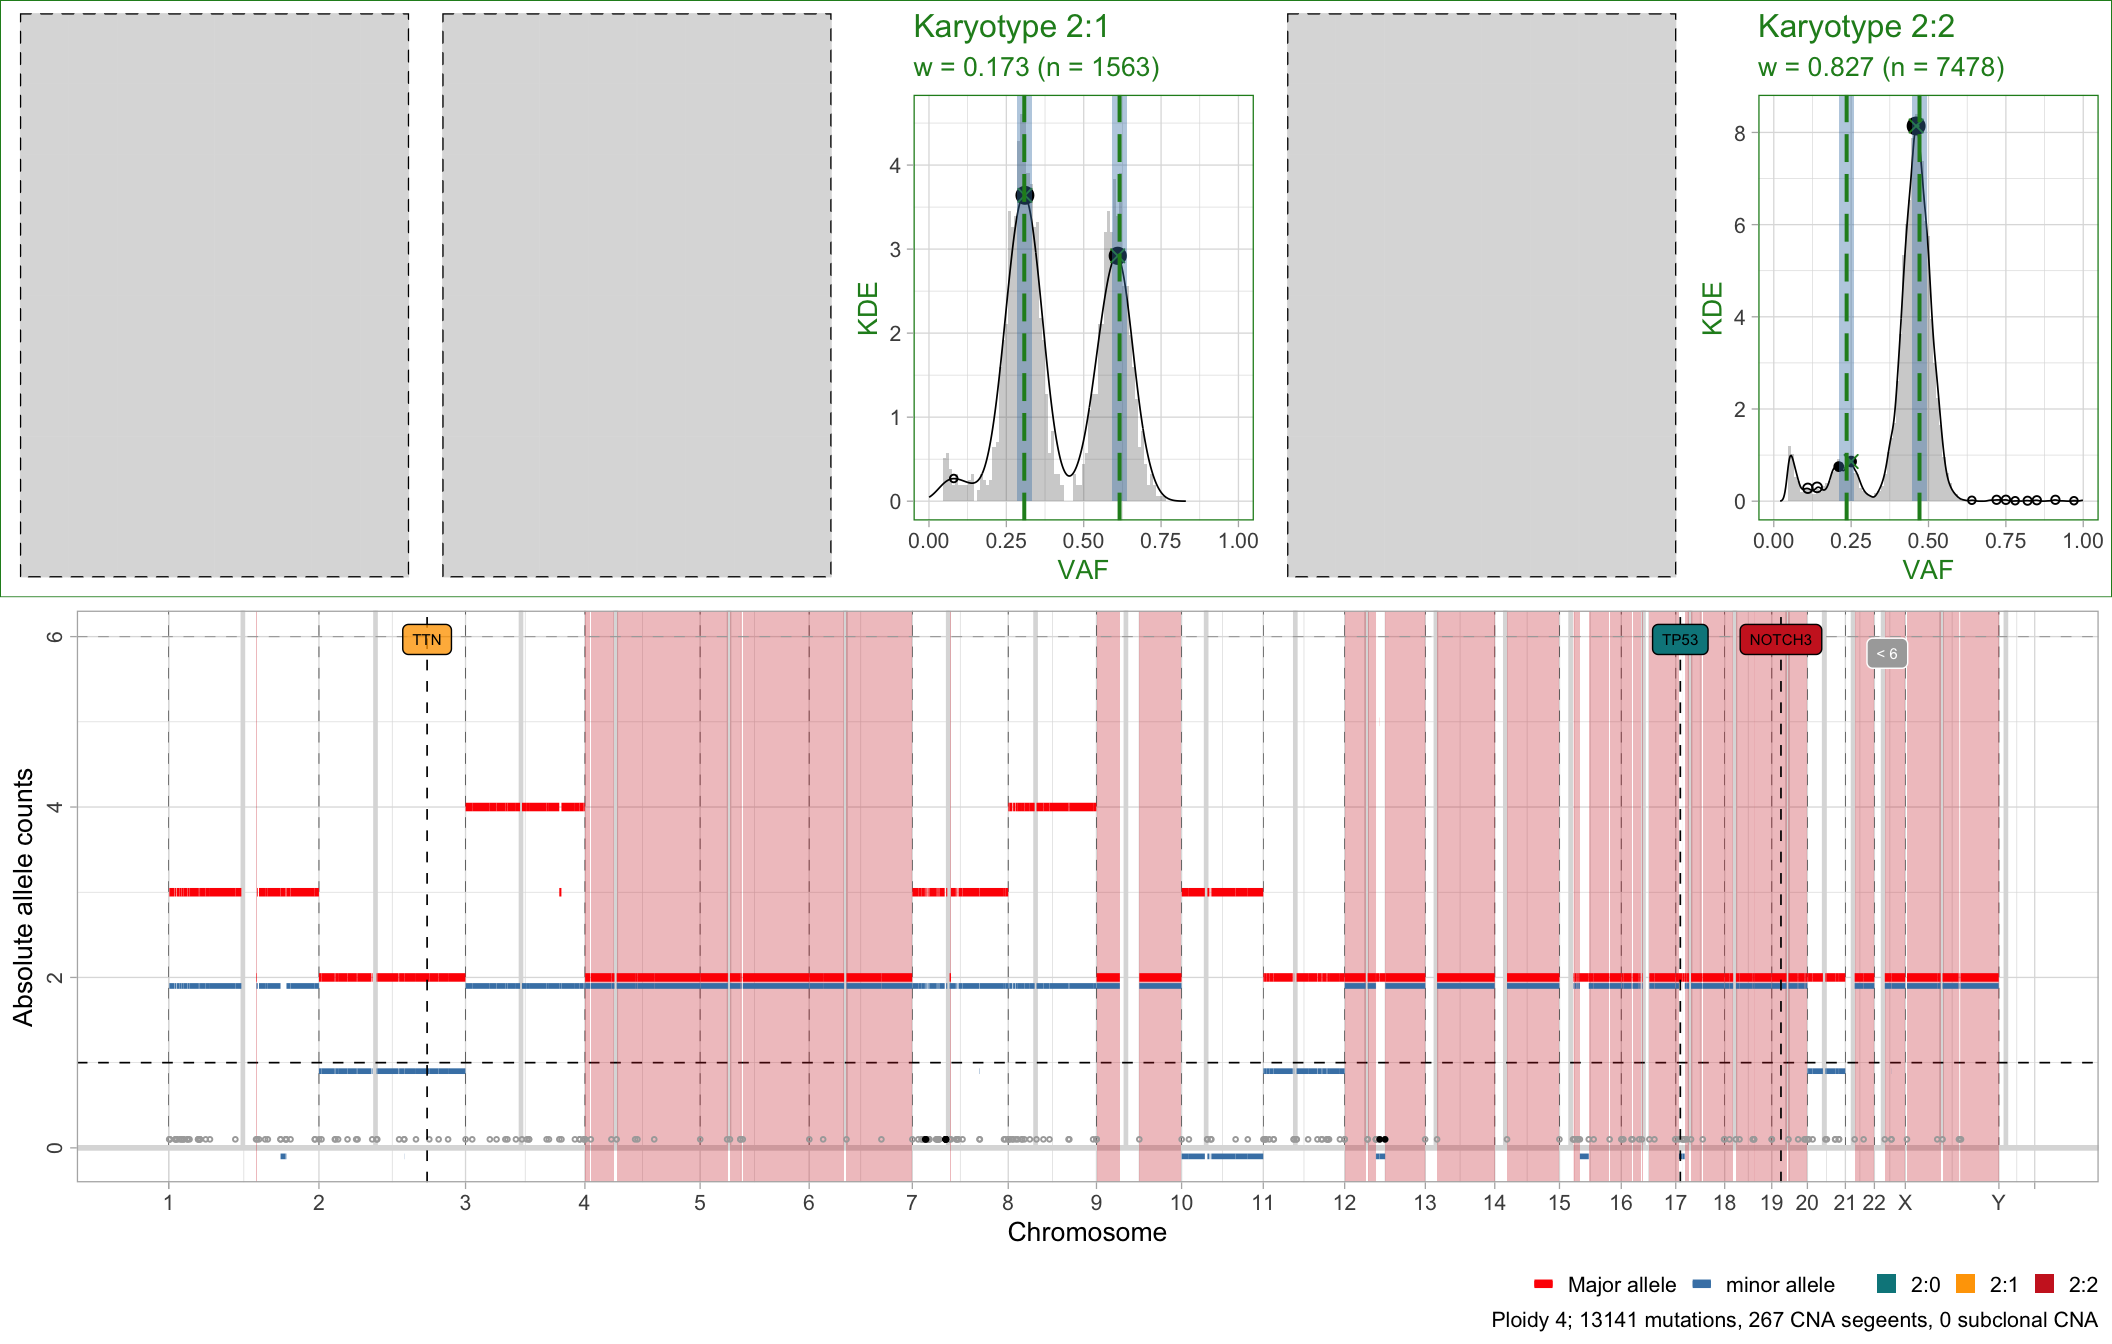 Karyotype 2:1
w = 0.173 (n = 1563)
KDE
4
3
2
1
0
0.00 0.25 0.50 0.75 1.00
VAF
Karyotype 2:2
w = 0.827 (n = 7478)
KDE
8
6
4
2
0
0.00 0.25 0.50 0.75 1.00
VAF
Absolute allele counts
6
4
2
0
TTN
TP53
NOTCH3
< 6
1 2 3 4 5 6 7 8 9 10 11 12 13 14 15 16 17 18 19 20 21 22 X Y
Chromosome
Major allele minor allele 2:0 2:1 2:2
Ploidy 4; 13141 mutations, 267 CNA segeents, 0 subclonal CNA